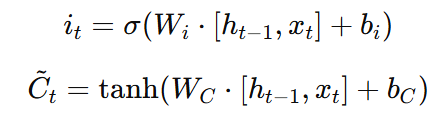 i_t = σ(W_i · [h_{t−1}, x_t] + b_i)
C̃_t = tanh(W_C · [h_{t−1}, x_t] + b_C)